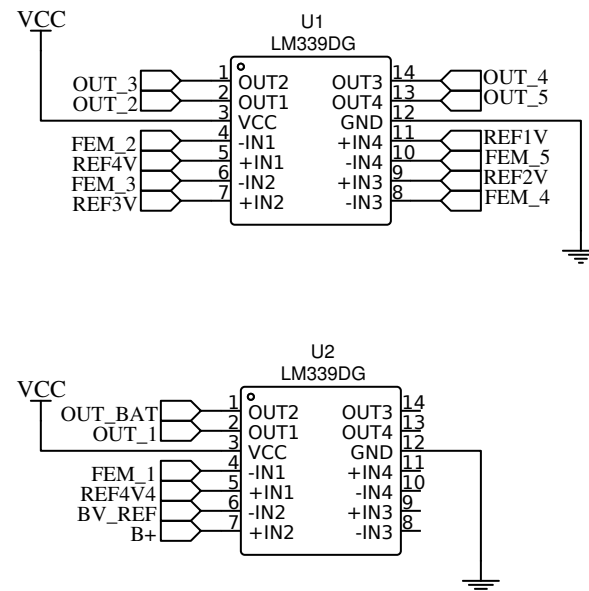 VCC
U1
LM339DG
OUT_3 1 OUT2 OUT3 14 OUT_4
OUT_2 2 OUT1 OUT4 13 OUT_5
3 VCC GND 12
FEM_2 4 -IN1 +IN4 11 REF1V
REF4V 5 +IN1 -IN4 10 FEM_5
FEM_3 6 -IN2 +IN3 9 REF2V
REF3V 7 +IN2 -IN3 8 FEM_4
U2
LM339DG
VCC
OUT_BAT 1 OUT2 OUT3 14
OUT_1 2 OUT1 OUT4 13
3 VCC GND 12
FEM_1 4 -IN1 +IN4 11
REF4V4 5 +IN1 -IN4 10
BV_REF 6 -IN2 +IN3 9
B+ 7 +IN2 -IN3 8